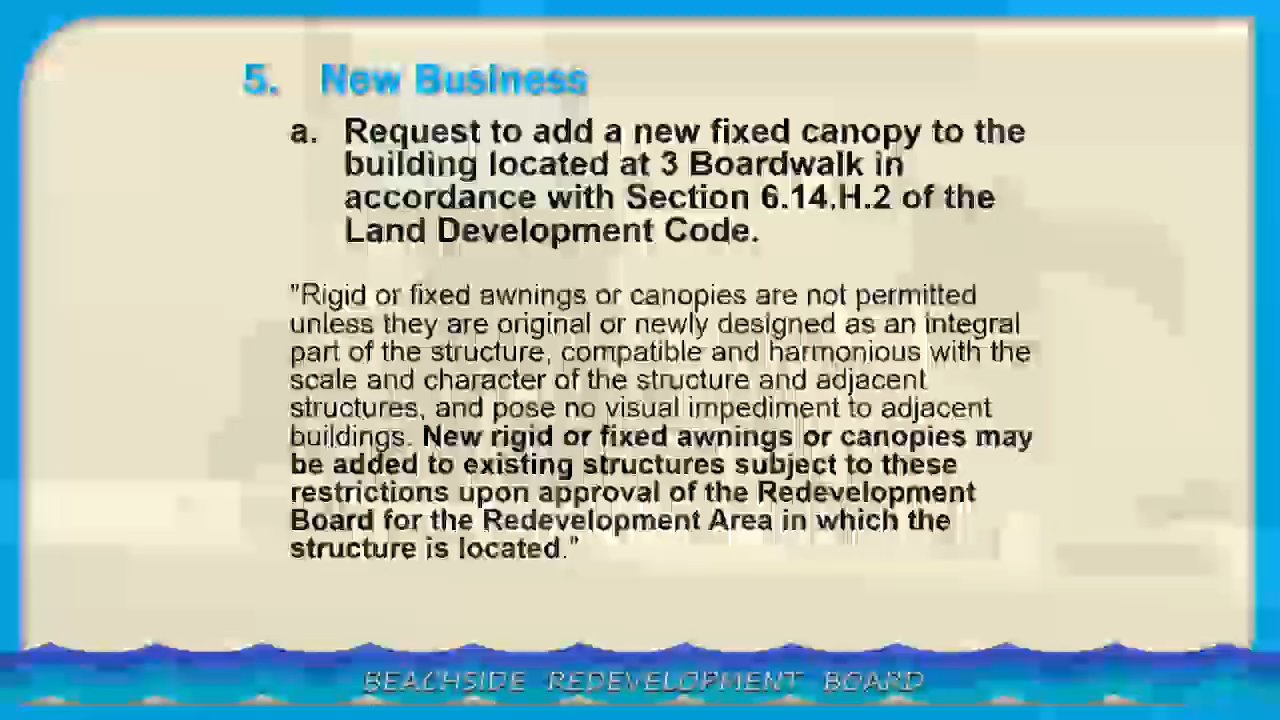 5. New Business
a. Request to add a new fixed canopy to the
building located at 3 Boardwalk in
accordance with Section 6.14.H.2 of the
Land Development Code.
"Rigid or fixed awnings or canopies are not permitted
unless they are original or newly designed as an integral
part of the structure, compatible and harmonious with the
scale and character of the structure and adjacent
structures, and pose no visual impediment to adjacent
buildings. New rigid or fixed awnings or canopies may
be added to existing structures subject to these
restrictions upon approval of the Redevelopment
Board for the Redevelopment Area in which the
structure is located."
BEACHSIDE REDEVELOPMENT BOARD